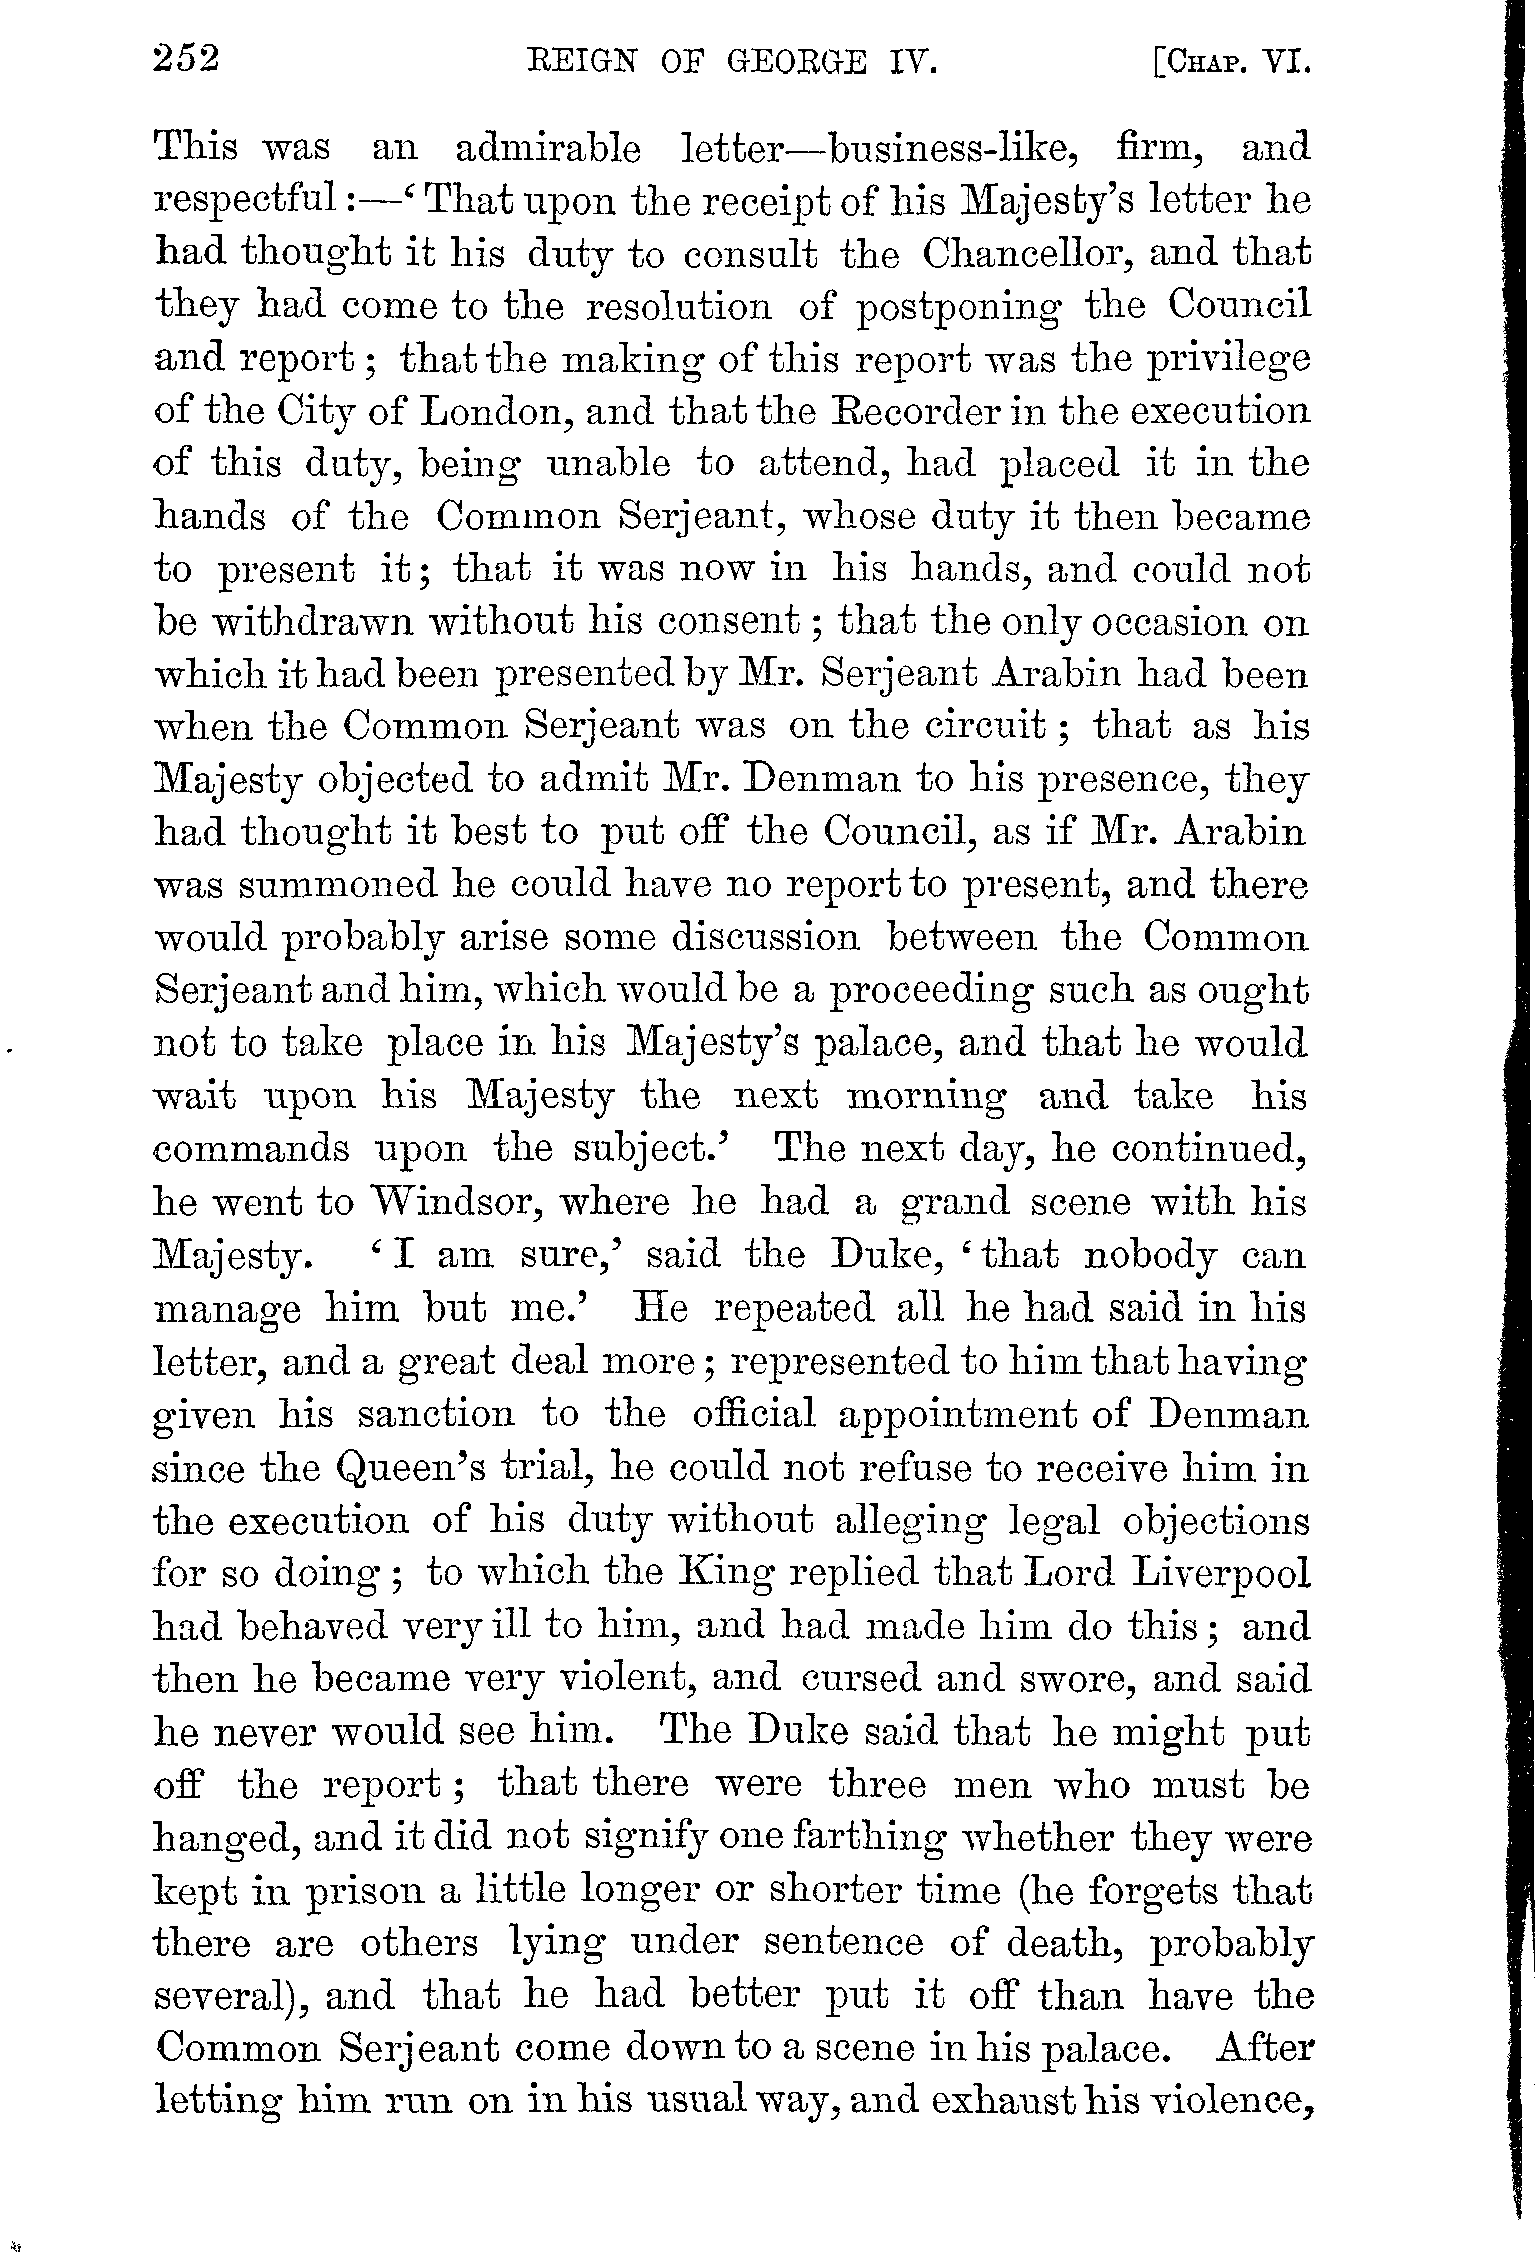 252 REIGN OF GEORGE IV. [CHAP. VI.
This was an admirable letter—business-like, firm, and
respectful :—‘ That upon the receipt of his Majesty’s letter he
had thought it his duty to consult the Chancellor, and that
they had come to the resolution of postponing the Council
and report ; that the making of this report was the privilege
of the City of London, and that the Recorder in the execution
of this duty, being unable to attend, had placed it in the
hands of the Common Serjeant, whose duty it then became
to present it ; that it was now in his hands, and could not
be withdrawn without his consent ; that the only occasion on
which it had been presented by Mr. Serjeant Arabin had been
when the Common Serjeant was on the circuit ; that as his
Majesty objected to admit Mr. Denman to his presence, they
had thought it best to put off the Council, as if Mr. Arabin
was summoned he could have no report to present, and there
would probably arise some discussion between the Common
Serjeant and him, which would be a proceeding such as ought
not to take place in his Majesty’s palace, and that he would
wait upon his Majesty the next morning and take his
commands upon the subject.’ The next day, he continued,
he went to Windsor, where he had a grand scene with his
Majesty. ‘ I am sure,’ said the Duke, ‘ that nobody can
manage him but me.’ He repeated all he had said in his
letter, and a great deal more ; represented to him that having
given his sanction to the official appointment of Denman
since the Queen’s trial, he could not refuse to receive him in
the execution of his duty without alleging legal objections
for so doing ; to which the King replied that Lord Liverpool
had behaved very ill to him, and had made him do this ; and
then he became very violent, and cursed and swore, and said
he never would see him. The Duke said that he might put
off the report ; that there were three men who must be
hanged, and it did not signify one farthing whether they were
kept in prison a little longer or shorter time (he forgets that
there are others lying under sentence of death, probably
several), and that he had better put it off than have the
Common Serjeant come down to a scene in his palace. After
letting him run on in his usual way, and exhaust his violence,